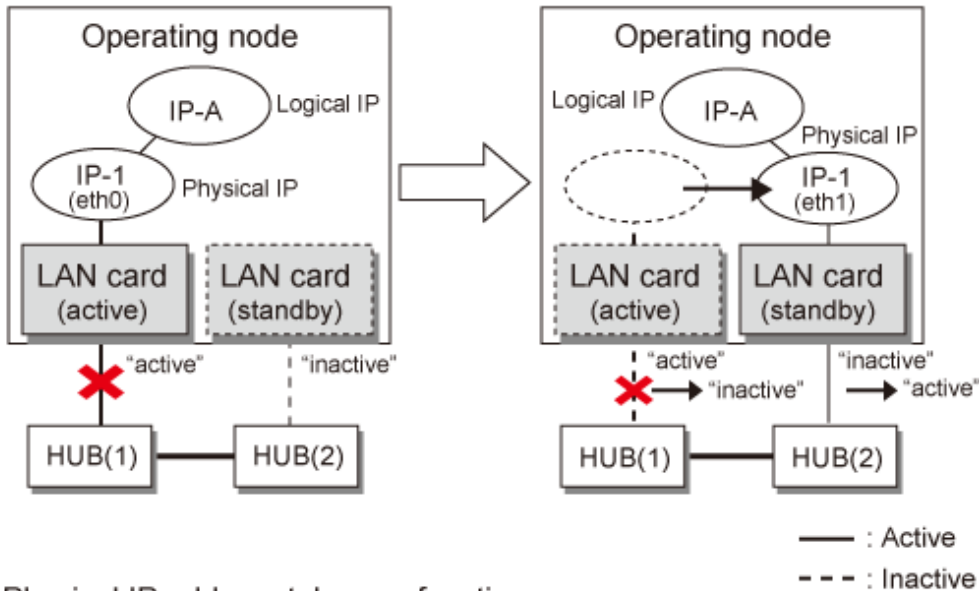 Operating node
IP-A
Logical IP
IP-1
(eth0)
Physical IP
LAN card
(active)
LAN card
(standby)
"active"
"inactive"
HUB(1)
HUB(2)
Operating node
Logical IP
IP-A
Physical IP
IP-1
(eth1)
LAN card
(active)
LAN card
(standby)
"active"
"inactive"
"inactive"
"active"
HUB(1)
HUB(2)
: Active
: Inactive